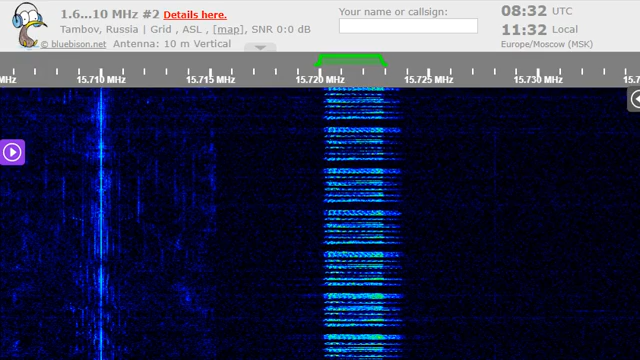 1.6...10 MHz #2 Details here.
Tambov, Russia | Grid , ASL , [map], SNR 0:0 dB
© bluebison.net Antenna: 10 m Vertical
Your name or callsign:
08:32 UTC
11:32 Local
Europe/Moscow (MSK)
MHz 15.710 MHz 15.715 MHz 15.720 MHz 15.725 MHz 15.730 MHz 15.7